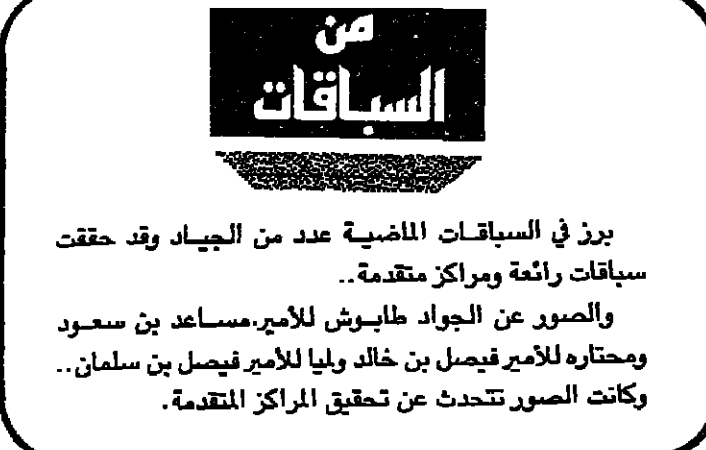 من
السباقات
برز في السباقات الماضية عدد من الجياد وقد حققت
سباقات رائعة ومراكز متقدمة..
والصور عن الجواد طابوش للأمير.مساعد بن سعود
ومحتاره للأمير فيصل بن خالد ولميا للأمير فيصل بن سلمان..
وكانت الصور تتحدث عن تحقيق المراكز المتقدمة.